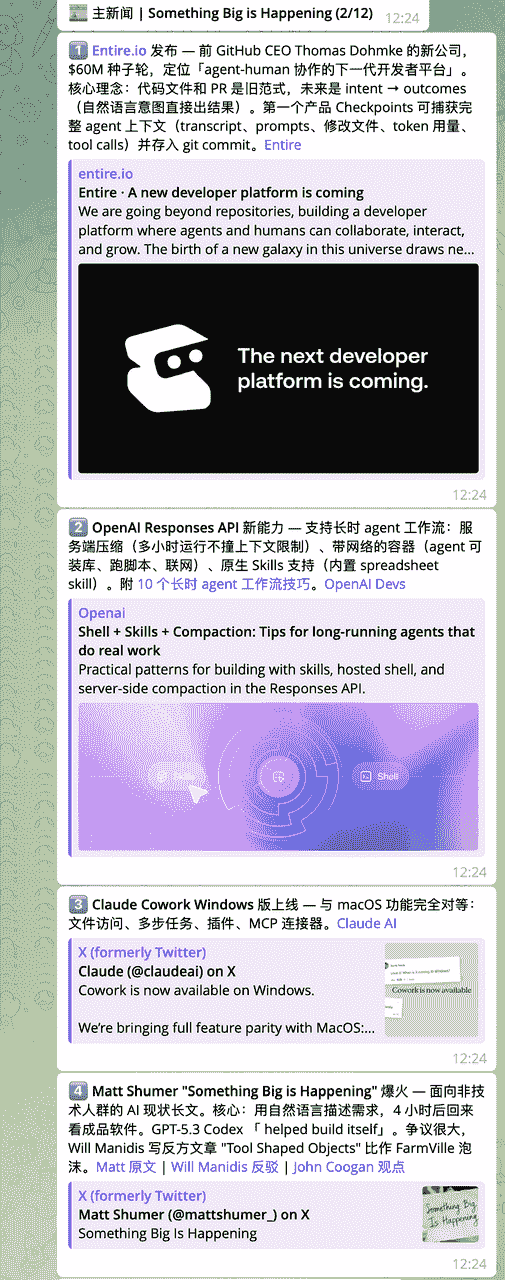 主新闻 | Something Big is Happening (2/12) 12:24
1 Entire.io 发布 — 前 GitHub CEO Thomas Dohmke 的新公司，
$60M 种子轮，定位「agent-human 协作的下一代开发者平台」。
核心理念：代码文件和 PR 是旧范式，未来是 intent → outcomes
（自然语言意图直接出结果）。第一个产品 Checkpoints 可捕获完
整 agent 上下文（transcript、prompts、修改文件、token 用量、
tool calls）并存入 git commit。Entire
entire.io
Entire · A new developer platform is coming
We are going beyond repositories, building a developer
platform where agents and humans can collaborate, interact,
and grow. The birth of a new galaxy in this universe draws ne...
The next developer
platform is coming.
12:24
2 OpenAI Responses API 新能力 — 支持长时 agent 工作流：服
务端压缩（多小时运行不撞上下文限制）、带网络的容器（agent 可
装库、跑脚本、联网）、原生 Skills 支持（内置 spreadsheet
skill）。附 10 个长时 agent 工作流技巧。OpenAI Devs
Openai
Shell + Skills + Compaction: Tips for long-running agents that
do real work
Practical patterns for building with skills, hosted shell, and
server-side compaction in the Responses API.
Skills
Shell
12:24
3 Claude Cowork Windows 版上线 — 与 macOS 功能完全对等：
文件访问、多步任务、插件、MCP 连接器。Claude AI
X (formerly Twitter)
Claude (@claudeai) on X
Cowork is now available on Windows.
We're bringing full feature parity with MacOS:...
Cowork is now available
12:24
4 Matt Shumer "Something Big is Happening" 爆火 — 面向非技
术人群的 AI 现状长文。核心：用自然语言描述需求，4 小时后回来
看成品软件。GPT-5.3 Codex 「 helped build itself」。争议很大，
Will Manidis 写反方文章 "Tool Shaped Objects" 比作 FarmVille 泡
沫。Matt 原文 | Will Manidis 反驳 | John Coogan 观点
X (formerly Twitter)
Matt Shumer (@mattshumer_) on X
Something Big Is Happening
Something Big
Is Happening
12:24